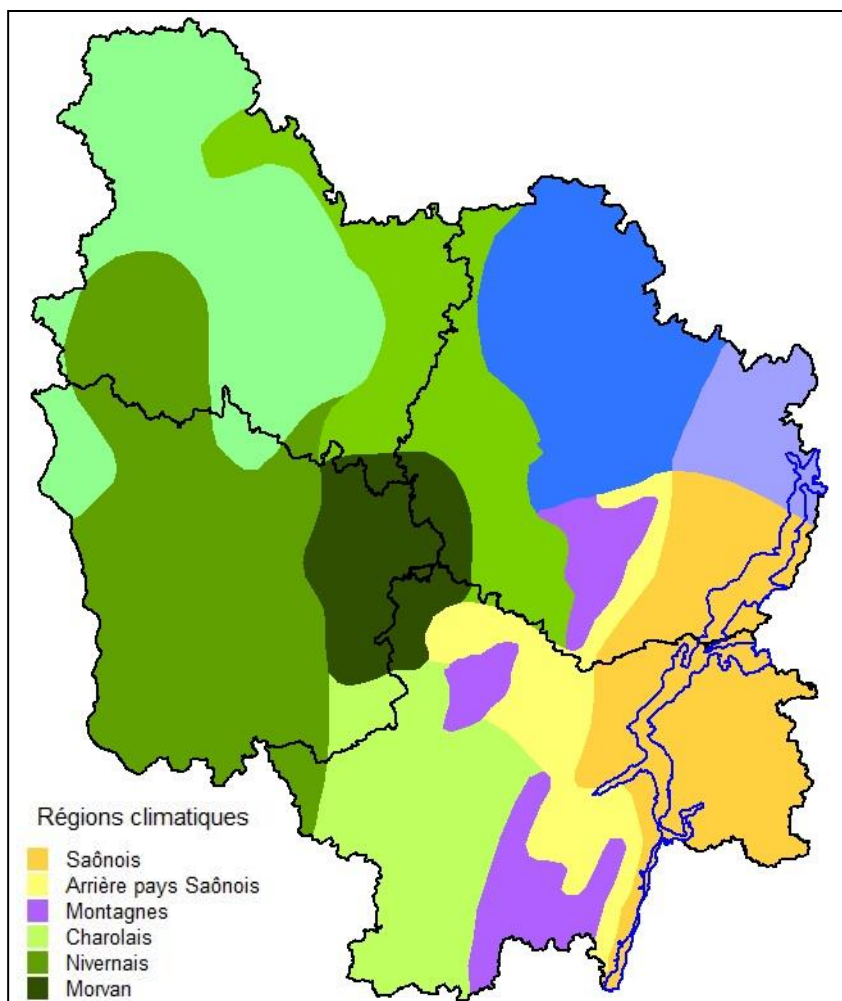 Régions climatiques
Saônois
Arrière pays Saônois
Montagnes
Charolais
Nivernais
Morvan